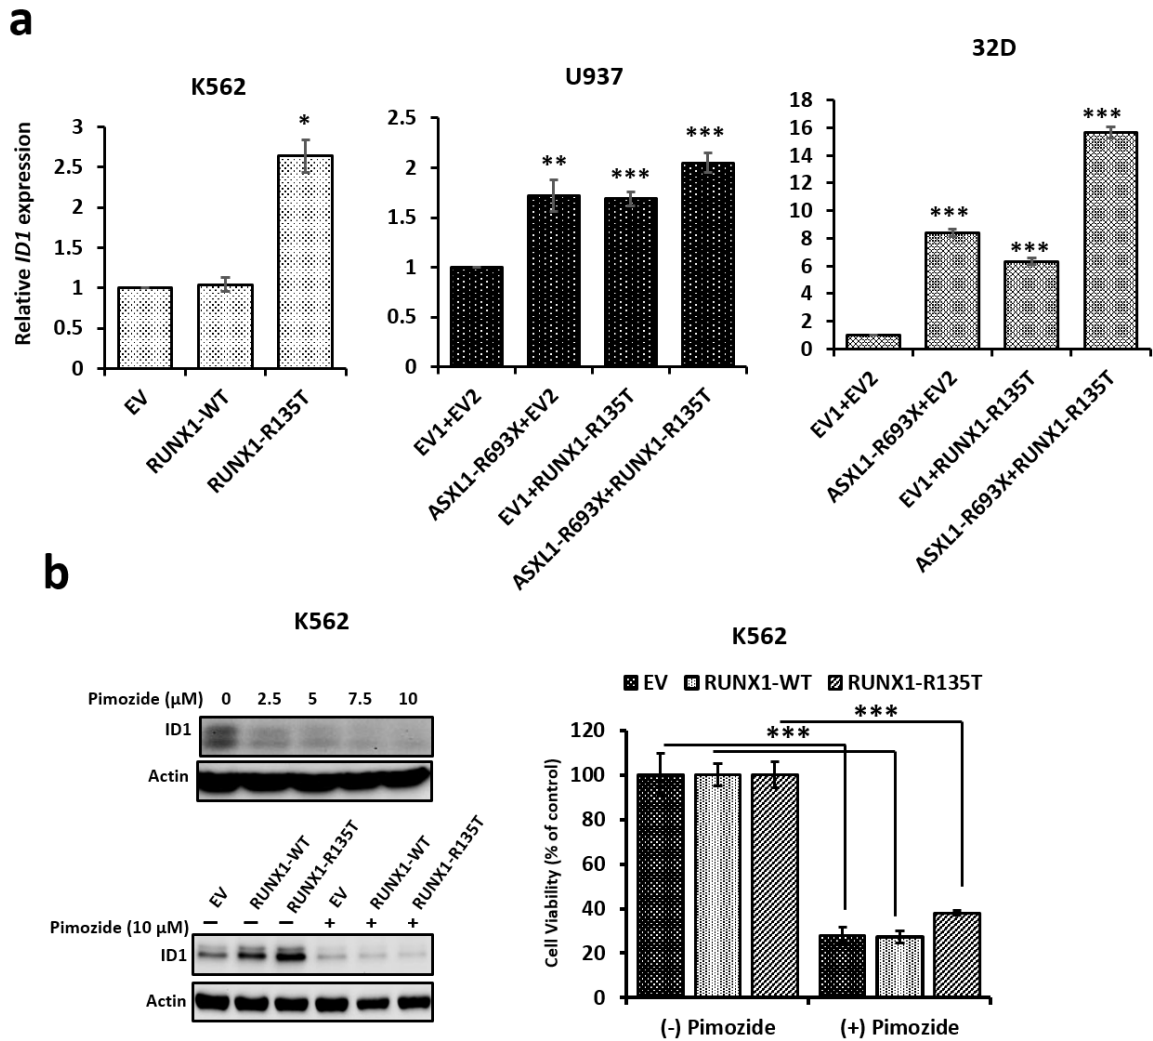 a
K562
U937
32D
Relative ID1 expression
3
2.5
2
1.5
1
0.5
0
*
EV
RUNX1-WT
RUNX1-R135T
2.5
2
1.5
1
0.5
0
**
***
***
EV1+EV2
ASXL1-R693X+EV2
EV1+RUNX1-R135T
ASXL1-R693X+RUNX1-R135T
18
16
14
12
10
8
6
4
2
0
***
***
***
EV1+EV2
ASXL1-R693X+EV2
EV1+RUNX1-R135T
ASXL1-R693X+RUNX1-R135T
b
K562
Pimozide (µM) 0 2.5 5 7.5 10
ID1
Actin
EV RUNX1-WT RUNX1-R135T EV RUNX1-WT RUNX1-R135T
Pimozide (10 µM) − − − + + +
ID1
Actin
K562
EV RUNX1-WT RUNX1-R135T
***
***
Cell Viability (% of control)
120
100
80
60
40
20
0
(-) Pimozide (+) Pimozide